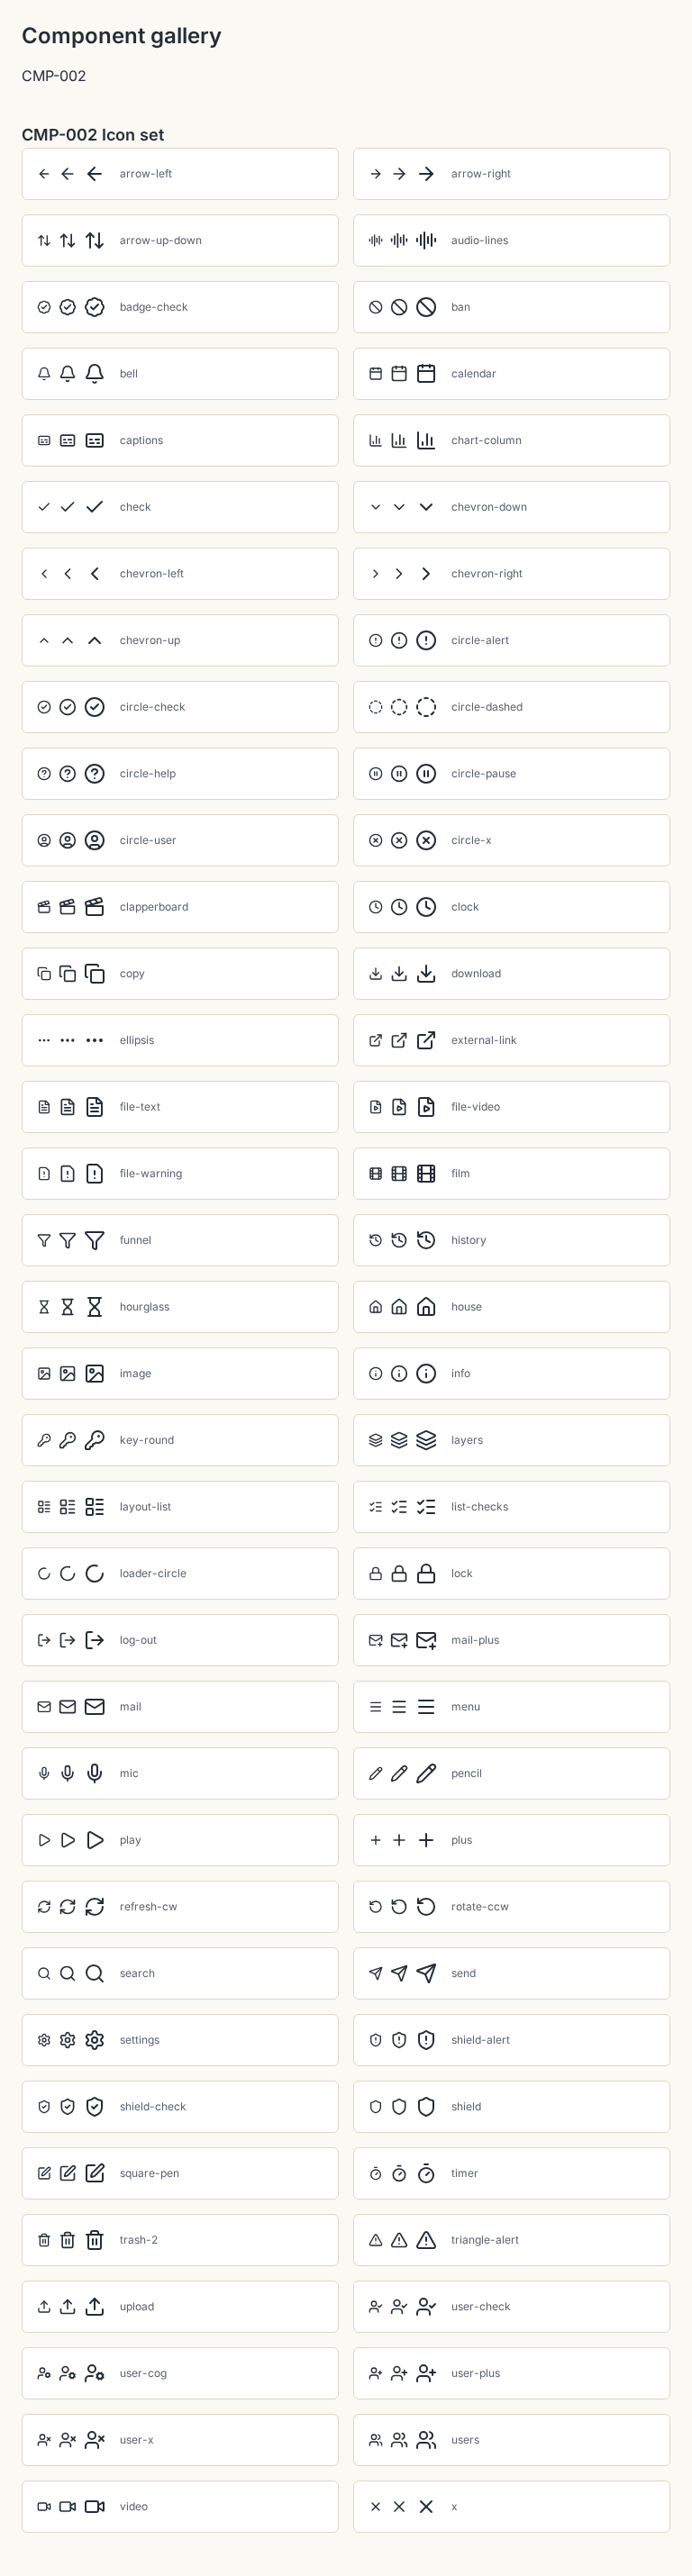 Component gallery
CMP-002
CMP-002 Icon set
arrow-left
arrow-right
arrow-up-down
audio-lines
badge-check
ban
bell
calendar
captions
chart-column
check
chevron-down
chevron-left
chevron-right
chevron-up
circle-alert
circle-check
circle-dashed
circle-help
circle-pause
circle-user
circle-x
clapperboard
clock
copy
download
ellipsis
external-link
file-text
file-video
file-warning
film
funnel
history
hourglass
house
image
info
key-round
layers
layout-list
list-checks
loader-circle
lock
log-out
mail-plus
mail
menu
mic
pencil
play
plus
refresh-cw
rotate-ccw
search
send
settings
shield-alert
shield-check
shield
square-pen
timer
trash-2
triangle-alert
upload
user-check
user-cog
user-plus
user-x
users
video
x